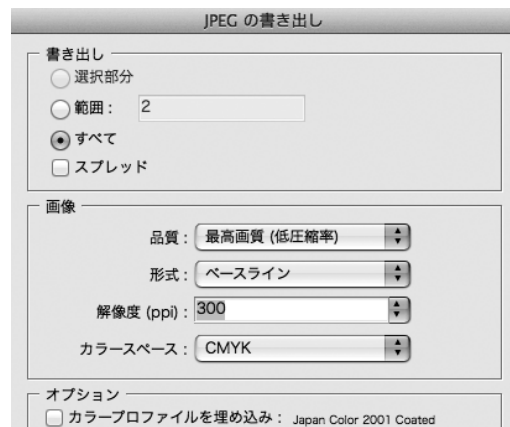 JPEG の書き出し
書き出し
選択部分
範囲： 2
すべて
スプレッド
画像
品質： 最高画質 (低圧縮率)
形式： ベースライン
解像度 (ppi)： 300
カラースペース： CMYK
オプション
カラープロファイルを埋め込み： Japan Color 2001 Coated